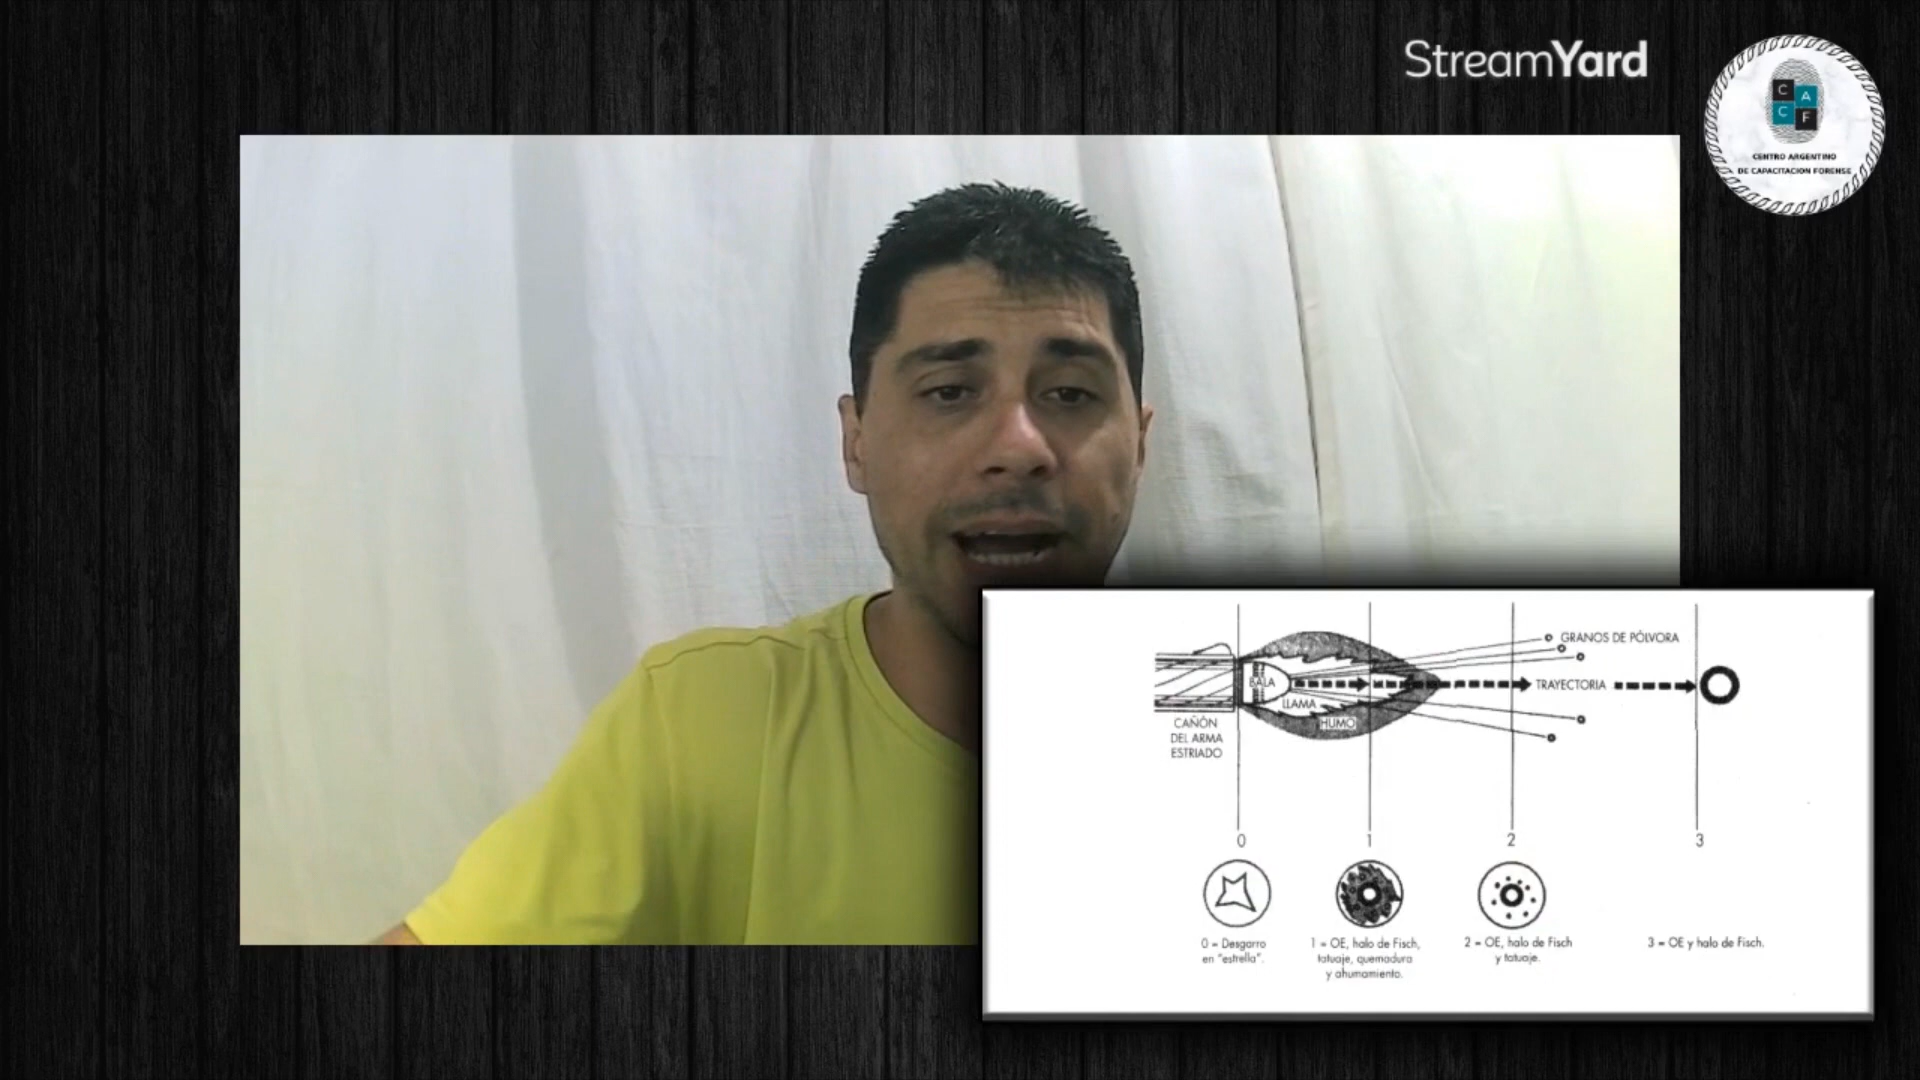 StreamYard
C A
C F
CENTRO ARGENTINO
DE CAPACITACION FORENSE
GRANOS DE PÓLVORA
BALA
TRAYECTORIA
LLAMA
HUMO
CAÑÓN
DEL ARMA
ESTRIADO
0 1 2 3
0 = Desgarro
en "estrella".
1 = OE, halo de Fisch,
tatuaje, quemadura
y ahumamiento.
2 = OE, halo de Fisch
y tatuaje.
3 = OE y halo de Fisch.